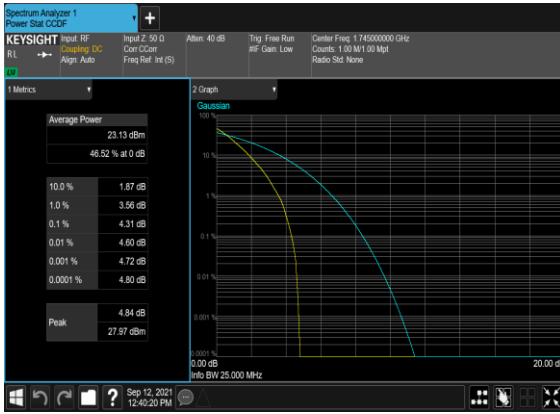 Spectrum Analyzer 1
Power Stat CCDF
KEYSIGHT
RL
Input: RF
Coupling: DC
Align: Auto
Input Z: 50 Ω
Corr CCorr
Freq Ref: Int (S)
Atten: 40 dB
Trig: Free Run
#IF Gain: Low
Center Freq: 1.745000000 GHz
Counts: 1.00 M/1.00 Mpt
Radio Std: None
1 Metrics
Average Power
23.13 dBm
46.52 % at 0 dB
10.0 % 1.87 dB
1.0 % 3.56 dB
0.1 % 4.31 dB
0.01 % 4.60 dB
0.001 % 4.72 dB
0.0001 % 4.80 dB
Peak
4.84 dB
27.97 dBm
2 Graph
Gaussian
100 %
10 %
1 %
0.1 %
0.01 %
0.001 %
0.0001 %
0.00 dB
20.00 d
Info BW 25.000 MHz
Sep 12, 2021
12:40:20 PM